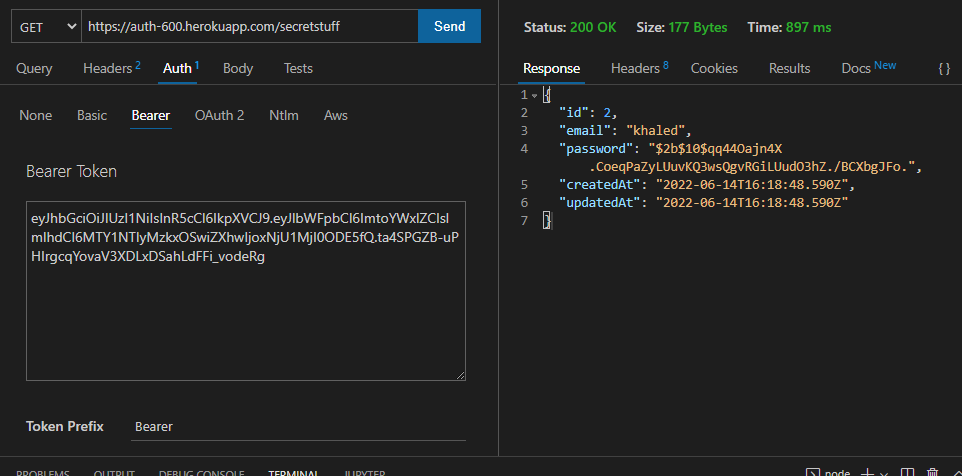 GET https://auth-600.herokuapp.com/secretstuff Send
Query Headers 2 Auth 1 Body Tests
None Basic Bearer OAuth 2 Ntlm Aws
Bearer Token
eyJhbGciOiJIUzI1NiIsInR5cCI6IkpXVCJ9.eyJlbWFpbCI6ImtoYWxlZCIsI
mlhdCI6MTY1NTIyMzkxOSwiZXhwIjoxNjU1MjI0ODE5fQ.ta4SPGZB-uP
HIrgcqYovaV3XDLxDSahLdFFi_vodeRg
Token Prefix Bearer
Status: 200 OK Size: 177 Bytes Time: 897 ms
Response Headers 8 Cookies Results Docs New { }
1 {
2 "id": 2,
3 "email": "khaled",
4 "password": "$2b$10$qq44Oajn4X
.CoeqPaZyLUuvKQ3wsQgvRGiLUudO3hZ./BCXbgJFo.",
5 "createdAt": "2022-06-14T16:18:48.590Z",
6 "updatedAt": "2022-06-14T16:18:48.590Z"
7 }
PROBLEMS OUTPUT DEBUG CONSOLE TERMINAL JUPYTER node